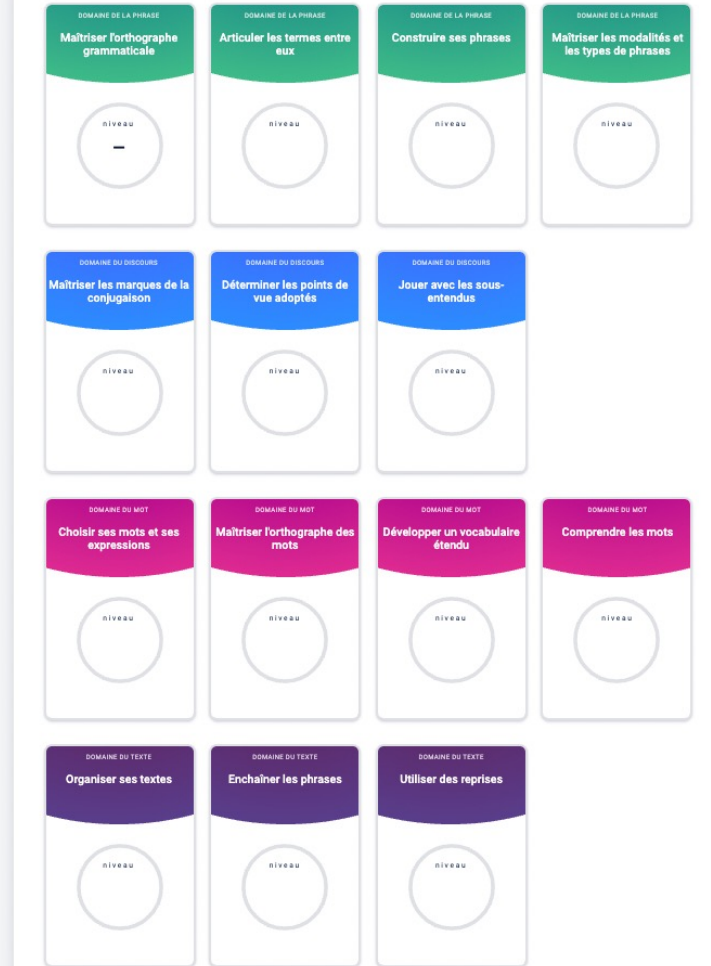 DOMAINE DE LA PHRASE
Maîtriser l'orthographe
grammaticale
niveau
–
DOMAINE DE LA PHRASE
Articuler les termes entre
eux
niveau
DOMAINE DE LA PHRASE
Construire ses phrases
niveau
DOMAINE DE LA PHRASE
Maîtriser les modalités et
les types de phrases
niveau
DOMAINE DU DISCOURS
Maîtriser les marques de la
conjugaison
niveau
DOMAINE DU DISCOURS
Déterminer les points de
vue adoptés
niveau
DOMAINE DU DISCOURS
Jouer avec les sous-
entendus
niveau
DOMAINE DU MOT
Choisir ses mots et ses
expressions
niveau
DOMAINE DU MOT
Maîtriser l'orthographe des
mots
niveau
DOMAINE DU MOT
Développer un vocabulaire
étendu
niveau
DOMAINE DU MOT
Comprendre les mots
niveau
DOMAINE DU TEXTE
Organiser ses textes
niveau
DOMAINE DU TEXTE
Enchaîner les phrases
niveau
DOMAINE DU TEXTE
Utiliser des reprises
niveau